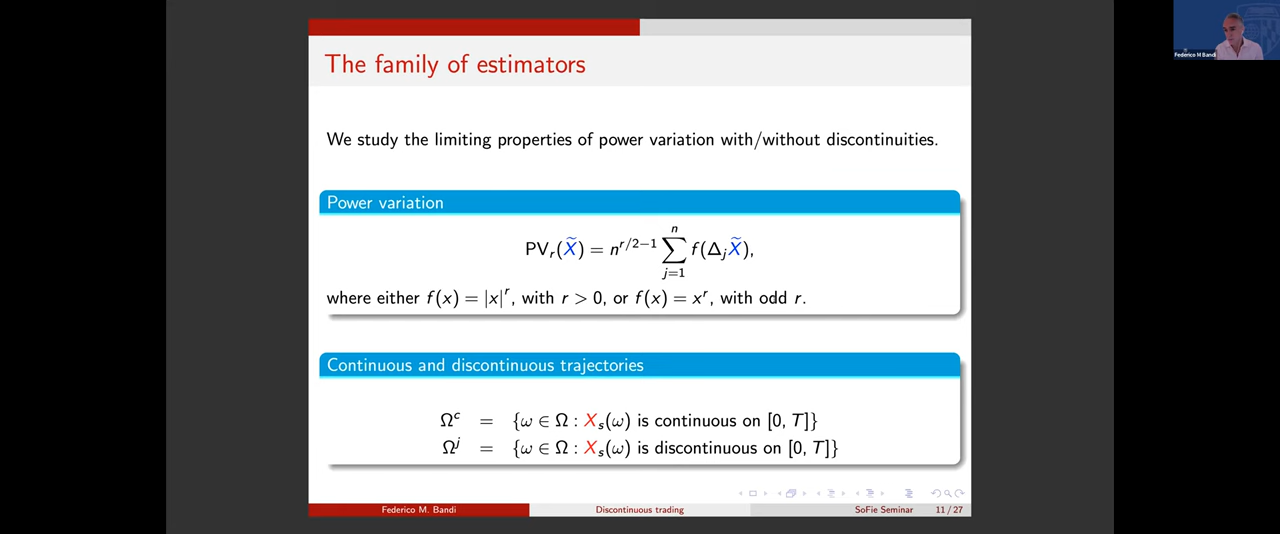 The family of estimators
Federico M Bandi
We study the limiting properties of power variation with/without discontinuities.
Power variation
PV_r(X̃) = n^{r/2−1} ∑_{j=1}^{n} f(Δ_j X̃),
where either f(x) = |x|^r, with r > 0, or f(x) = x^r, with odd r.
Continuous and discontinuous trajectories
Ω^c = {ω ∈ Ω : X_s(ω) is continuous on [0, T]}
Ω^j = {ω ∈ Ω : X_s(ω) is discontinuous on [0, T]}
Federico M. Bandi Discontinuous trading SoFie Seminar 11 / 27